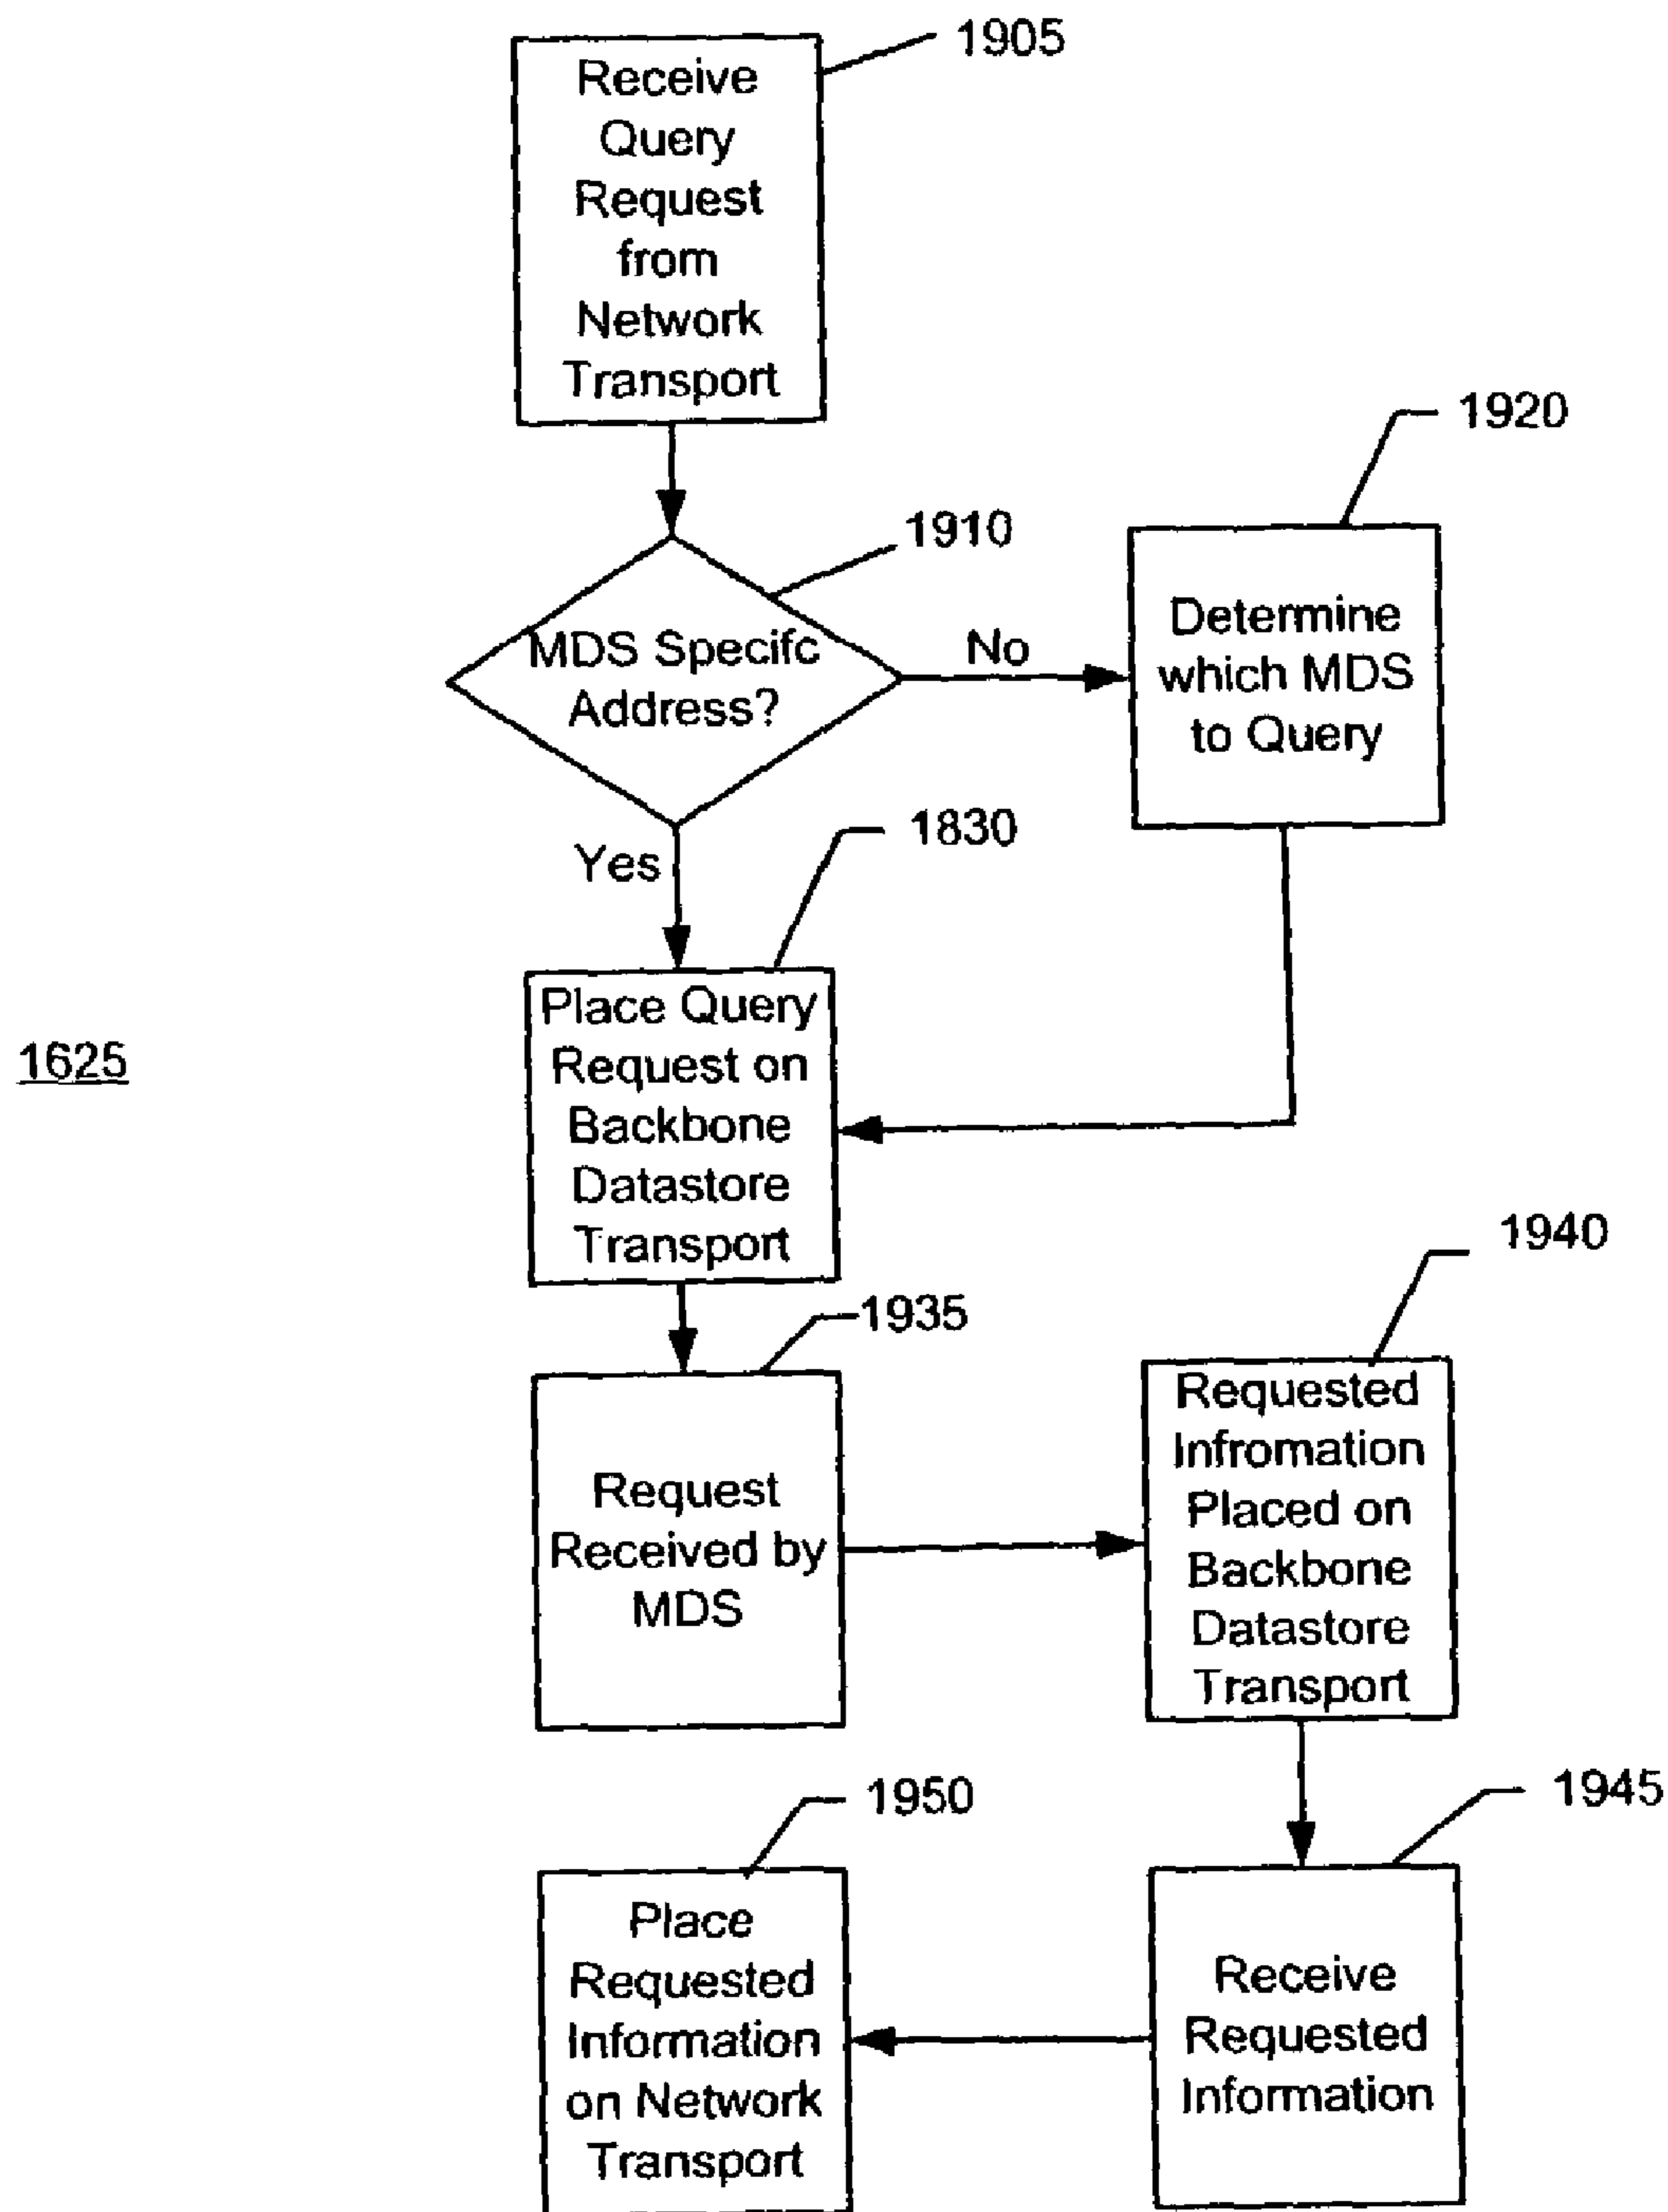 1905
Receive
Query
Request
from
Network
Transport
1910
MDS Specifc
Address?
No
1920
Determine
which MDS
to Query
Yes
1830
Place Query
Request on
Backbone
Datastore
Transport
1625
1935
Request
Received by
MDS
1940
Requested
Infromation
Placed on
Backbone
Datastore
Transport
1945
Receive
Requested
Information
1950
Place
Requested
Information
on Network
Transport